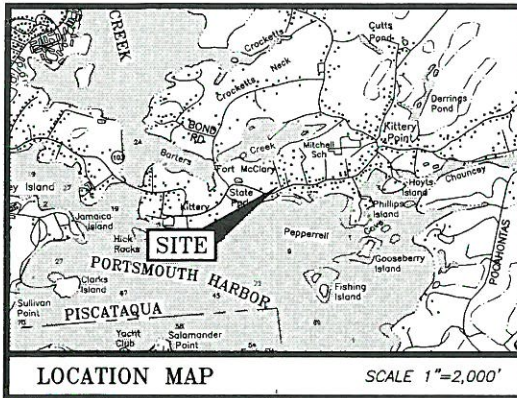 CREEK
Crocketts
Cutts
Pond
Crocketts Neck
Derrings
Pond
BOND
RD
Kittery
Point
Barters Creek
Mitchell
Sch
Fort McClary
State
Chauncey
Hoyts
Island
ey Island
Phillips
Island
Jamaica
Island
Kittery
Hick
Rocks
SITE
Pepperrell
Cove
Gooseberry
Island
POCAHONTAS
PORTSMOUTH HARBOR
Clarks
Island
Fishing
Island
Sullivan
Point
PISCATAQUA
Yacht
Club
Salamander
Point
LOCATION MAP
SCALE 1"=2,000'